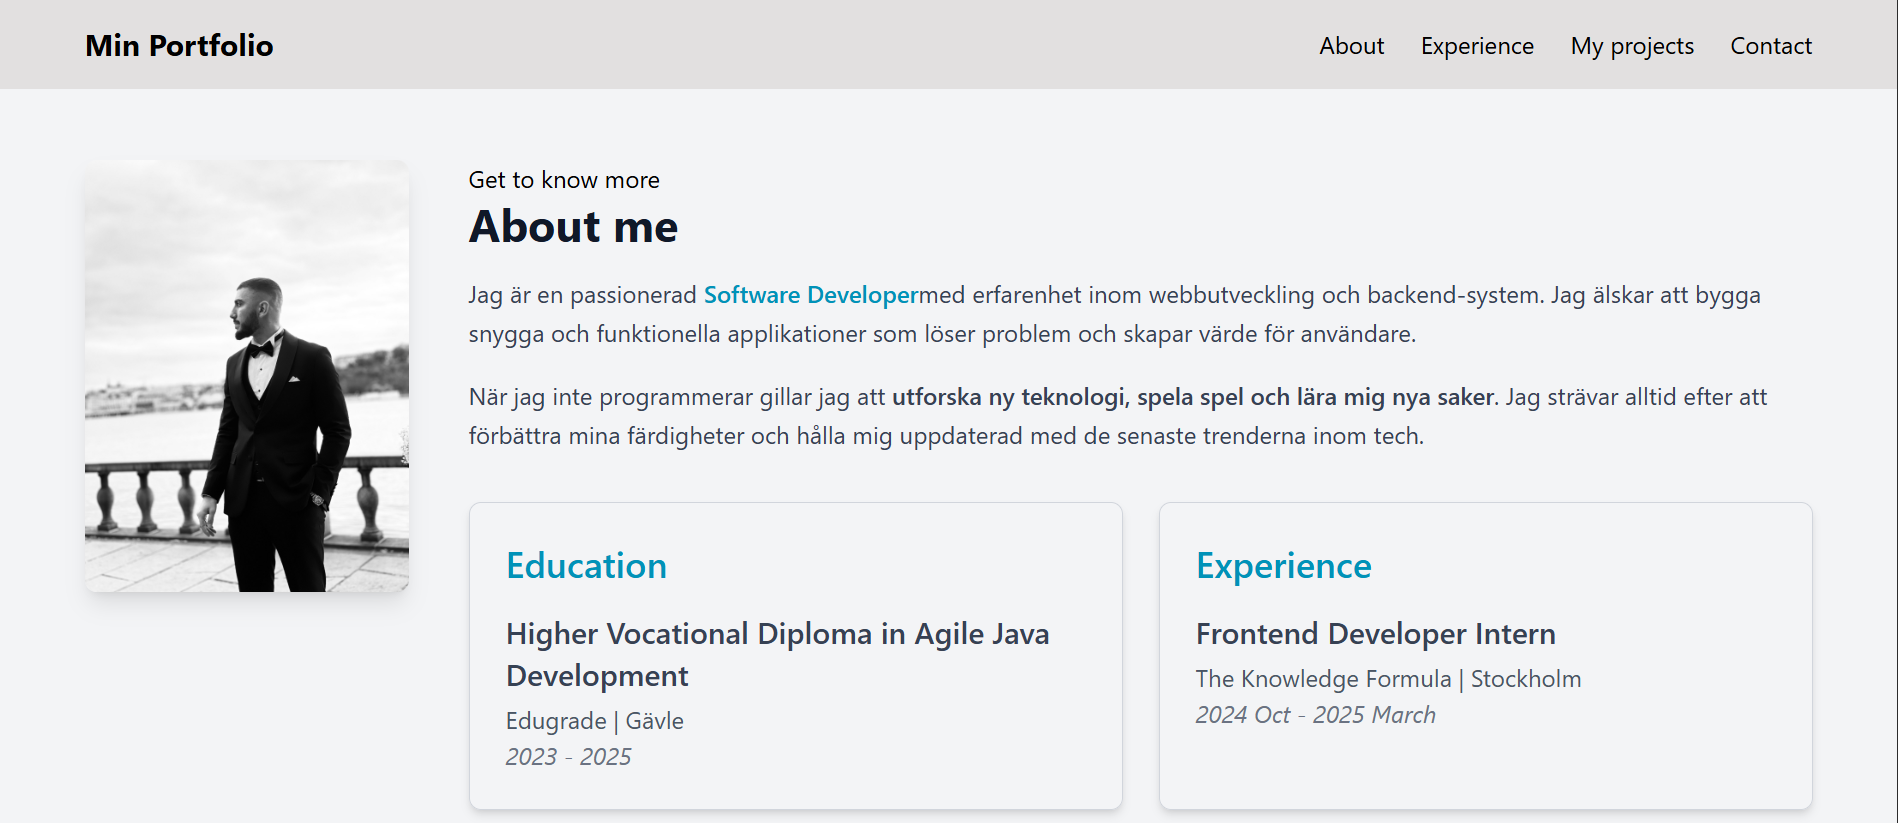 Min Portfolio
About
Experience
My projects
Contact
Get to know more
About me
Jag är en passionerad Software Developermed erfarenhet inom webbutveckling och backend-system. Jag älskar att bygga
snygga och funktionella applikationer som löser problem och skapar värde för användare.
När jag inte programmerar gillar jag att utforska ny teknologi, spela spel och lära mig nya saker. Jag strävar alltid efter att
förbättra mina färdigheter och hålla mig uppdaterad med de senaste trenderna inom tech.
Education
Higher Vocational Diploma in Agile Java
Development
Edugrade | Gävle
2023 - 2025
Experience
Frontend Developer Intern
The Knowledge Formula | Stockholm
2024 Oct - 2025 March